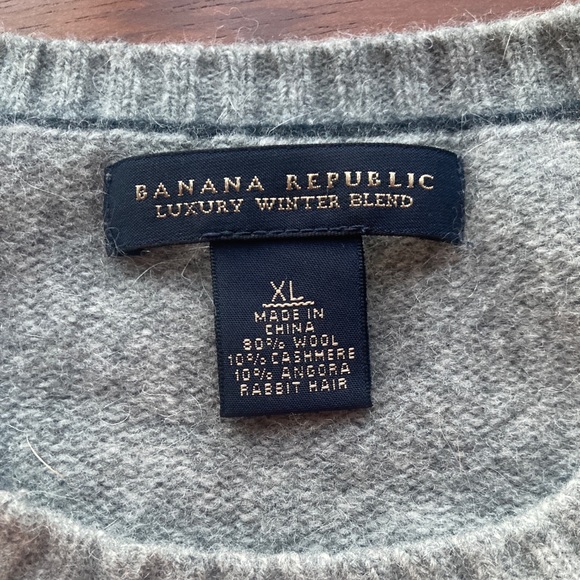 BANANA REPUBLIC
LUXURY WINTER BLEND
XL
MADE IN
CHINA
80% WOOL
10% CASHMERE
10% ANGORA
RABBIT HAIR